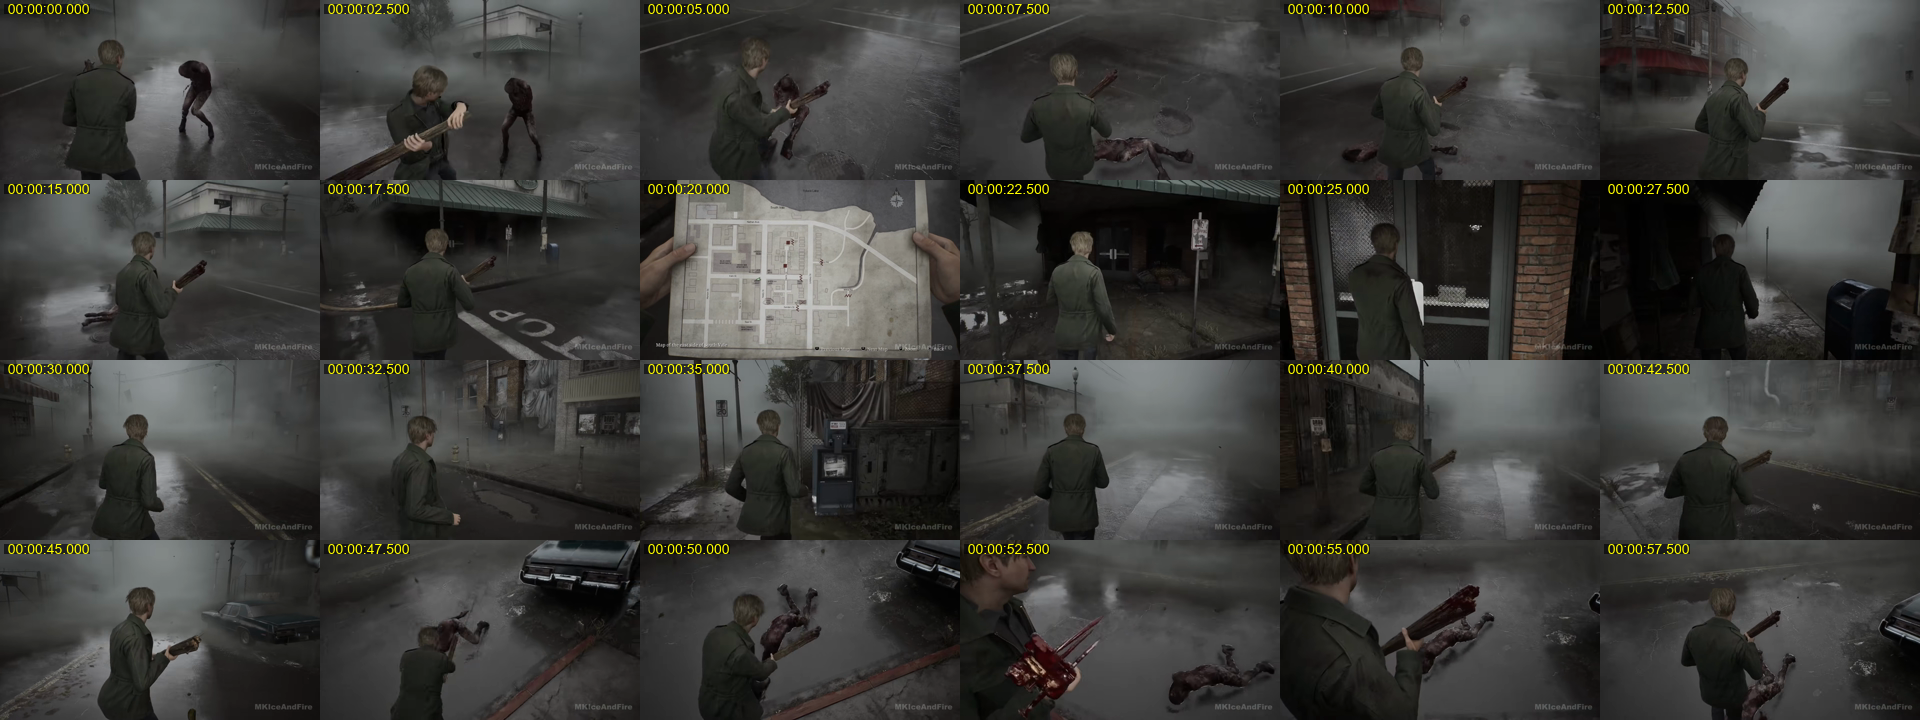 00:00:00.000
00:00:02.500
00:00:05.000
00:00:07.500
00:00:10.000
00:00:12.500
MKIceAndFire
MKIceAndFire
MKIceAndFire
MKIceAndFire
MKIceAndFire
MKIceAndFire
00:00:15.000
00:00:17.500
00:00:20.000
00:00:22.500
00:00:25.000
00:00:27.500
STOP
MKIceAndFire
MKIceAndFire
MKIceAndFire
MKIceAndFire
MKIceAndFire
MKIceAndFire
00:00:30.000
00:00:32.500
00:00:35.000
00:00:37.500
00:00:40.000
00:00:42.500
MKIceAndFire
MKIceAndFire
MKIceAndFire
MKIceAndFire
MKIceAndFire
MKIceAndFire
00:00:45.000
00:00:47.500
00:00:50.000
00:00:52.500
00:00:55.000
00:00:57.500
MKIceAndFire
MKIceAndFire
MKIceAndFire
MKIceAndFire
MKIceAndFire
MKIceAndFire